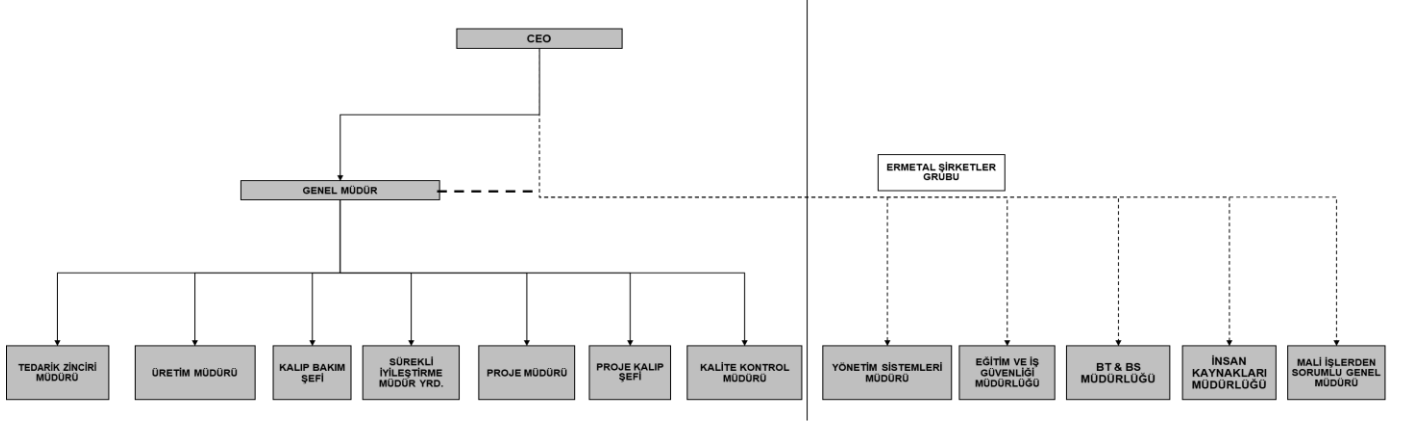 CEO
ERMETAL ŞİRKETLER
GRUBU
GENEL MÜDÜR
TEDARİK ZİNCİRİ
MÜDÜRÜ
ÜRETİM MÜDÜRÜ
KALIP BAKIM
ŞEFİ
SÜREKLİ
İYİLEŞTİRME
MÜDÜR YRD.
PROJE MÜDÜRÜ
PROJE KALIP
ŞEFİ
KALİTE KONTROL
MÜDÜRÜ
YÖNETİM SİSTEMLERİ
MÜDÜRÜ
EĞİTİM VE İŞ
GÜVENLİĞİ
MÜDÜRLÜĞÜ
BT & BS
MÜDÜRLÜĞÜ
İNSAN
KAYNAKLARI
MÜDÜRLÜĞÜ
MALİ İŞLERDEN
SORUMLU GENEL
MÜDÜRÜ